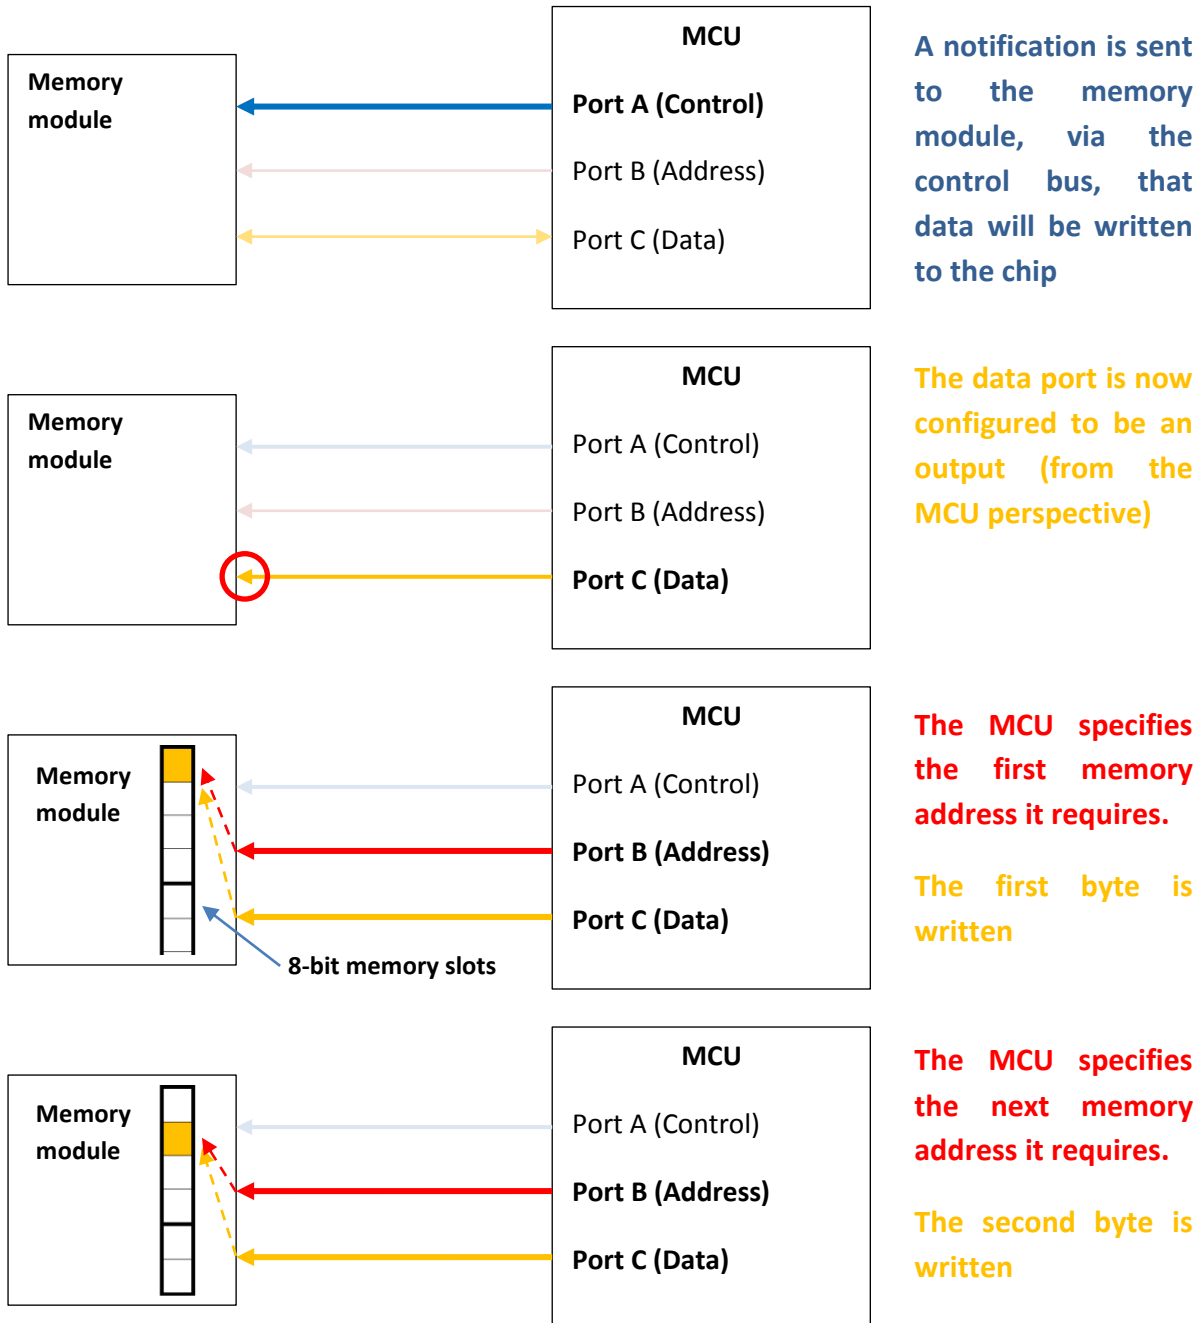 MCU
Memory
module
Port A (Control)
Port B (Address)
Port C (Data)
A notification is sent
to the memory
module, via the
control bus, that
data will be written
to the chip
MCU
Memory
module
Port A (Control)
Port B (Address)
Port C (Data)
The data port is now
configured to be an
output (from the
MCU perspective)
MCU
Memory
module
Port A (Control)
Port B (Address)
Port C (Data)
8-bit memory slots
The MCU specifies
the first memory
address it requires.
The first byte is
written
MCU
Memory
module
Port A (Control)
Port B (Address)
Port C (Data)
The MCU specifies
the next memory
address it requires.
The second byte is
written